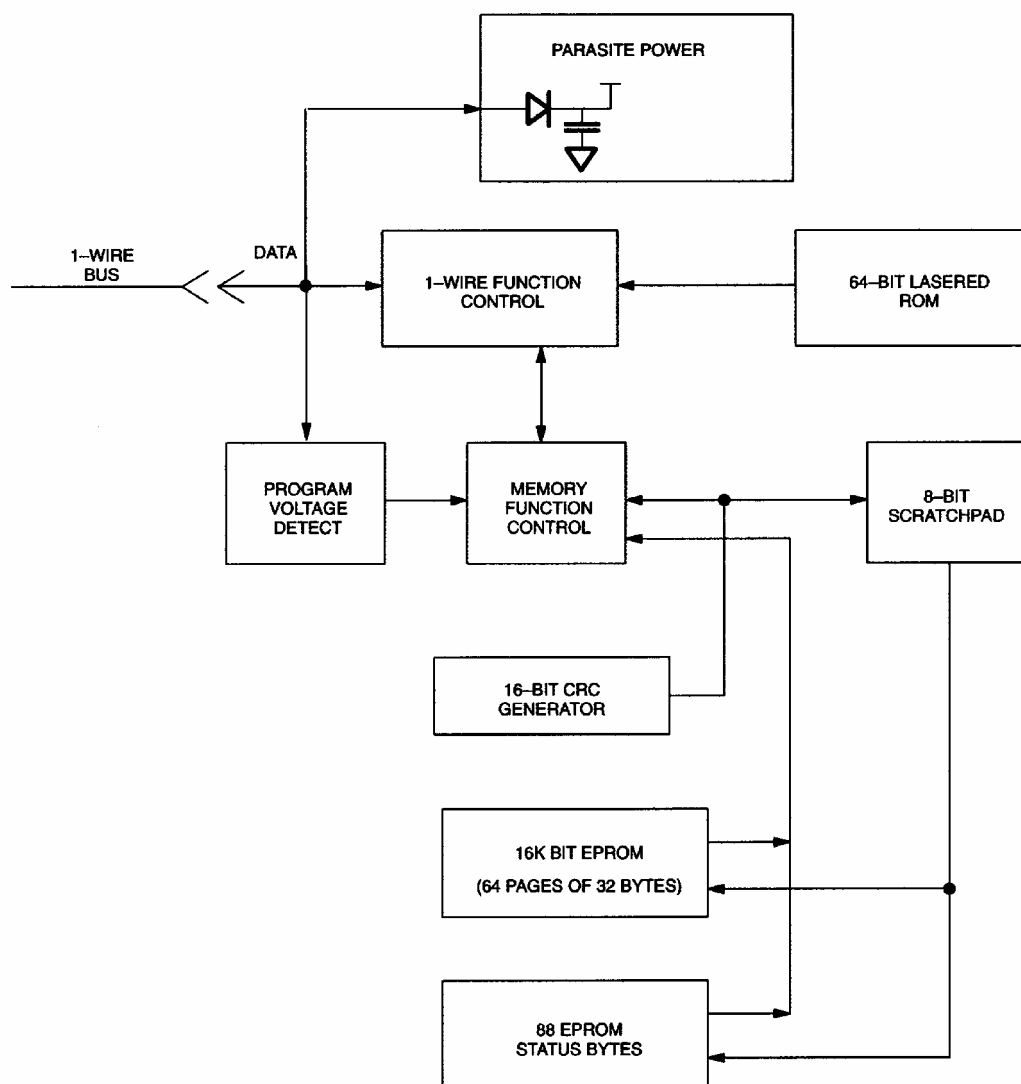 PARASITE POWER
1–WIRE
BUS
DATA
1–WIRE FUNCTION
CONTROL
64–BIT LASERED
ROM
PROGRAM
VOLTAGE
DETECT
MEMORY
FUNCTION
CONTROL
8–BIT
SCRATCHPAD
16–BIT CRC
GENERATOR
16K BIT EPROM
(64 PAGES OF 32 BYTES)
88 EPROM
STATUS BYTES